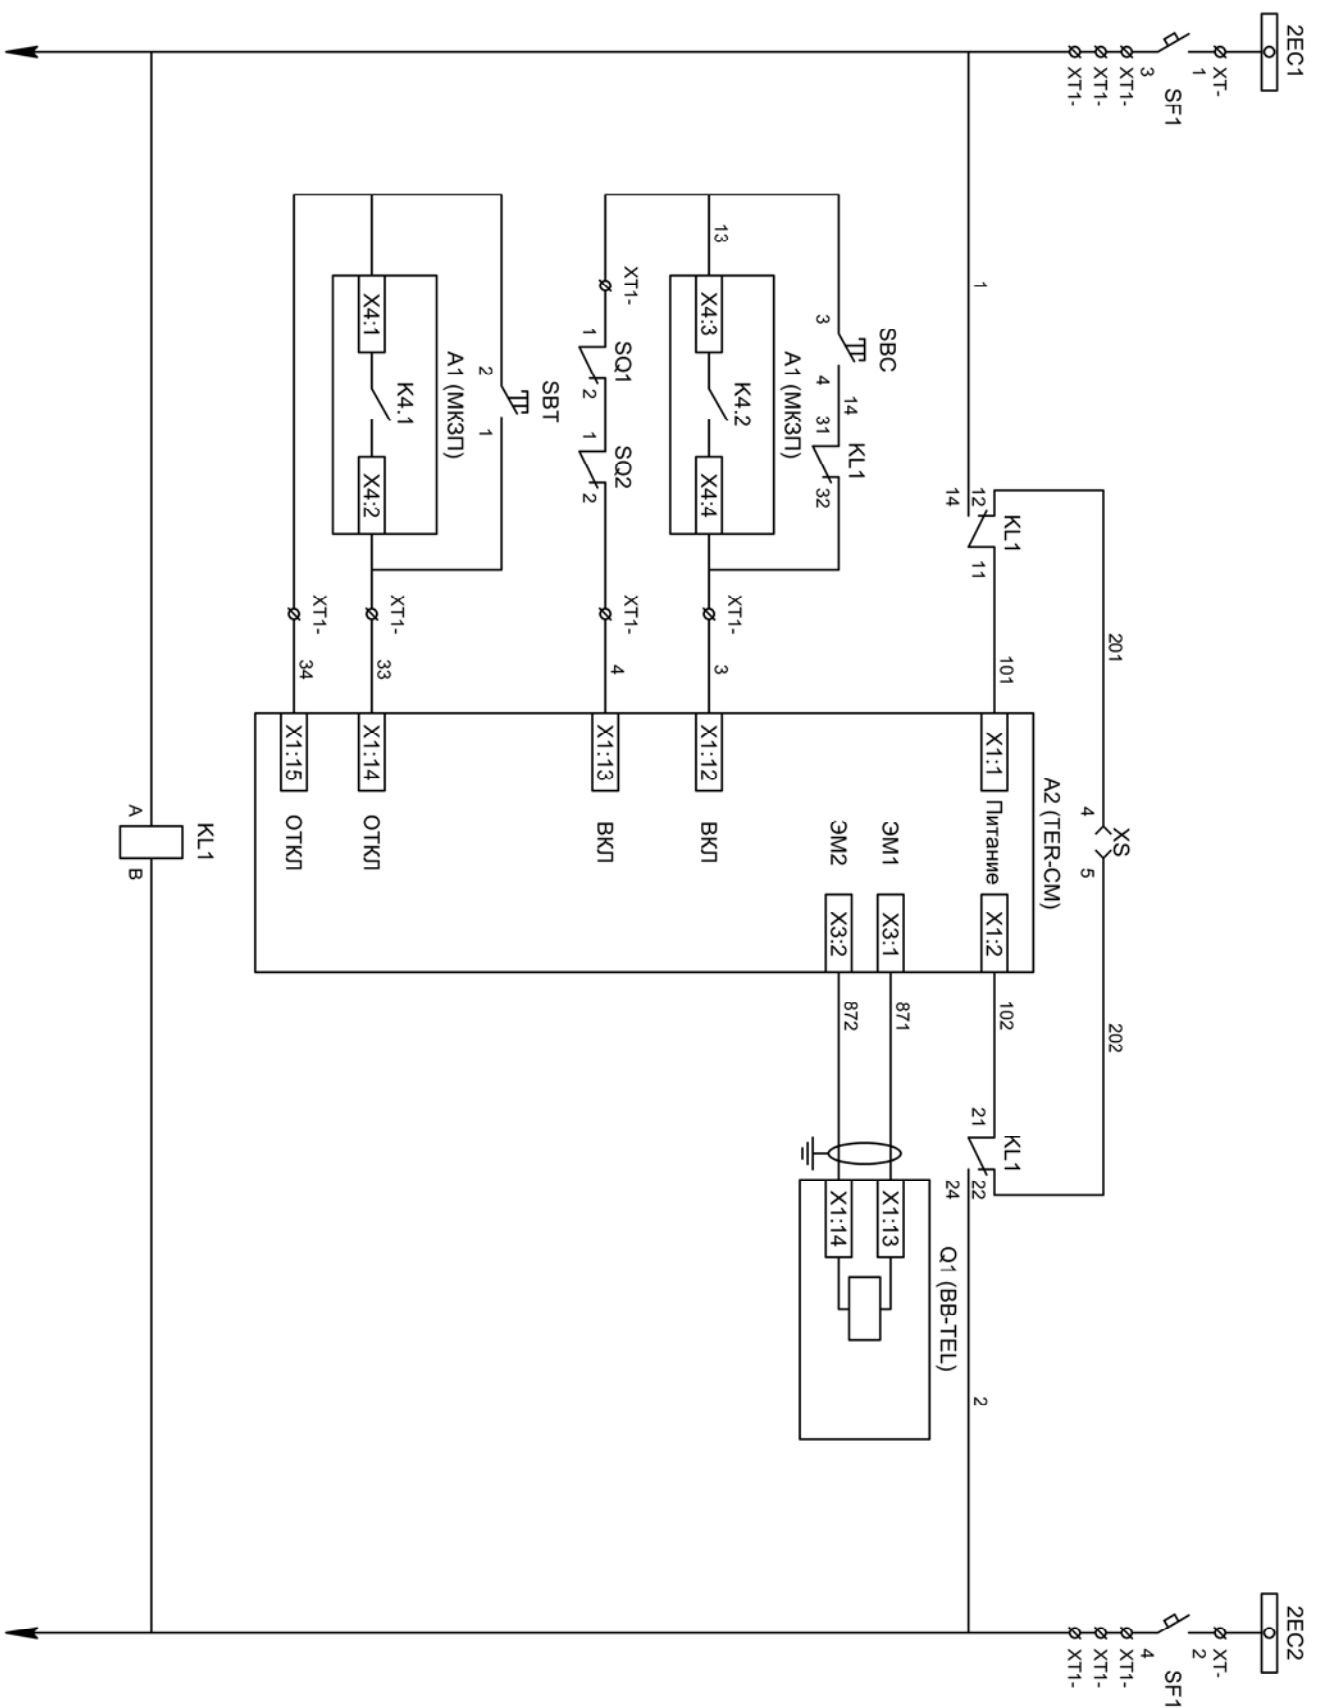 2EC1
XT-
1
SF1
3
XT1-
XT1-
XT1-
2EC2
XT-
2
SF1
4
XT1-
XT1-
XT1-
201
4
XS
5
202
1
12
14
KL1
11
101
A2 (TER-CM)
X1:1
Питание
X1:2
102
21
KL1
22
24
2
SBC
3
4
14
31
KL1
32
A1 (МКЗП)
13
X4:3
K4.2
X4:4
XT1-
3
X1:12
ВКЛ
ЭМ1
X3:1
871
ЭМ2
X3:2
872
Q1 (BB-TEL)
X1:13
X1:14
XT1-
SQ1
1
2
SQ2
1
2
XT1-
4
X1:13
ВКЛ
SBT
2
1
A1 (МКЗП)
X4:1
K4.1
X4:2
XT1-
33
X1:14
ОТКЛ
XT1-
34
X1:15
ОТКЛ
KL1
A
B